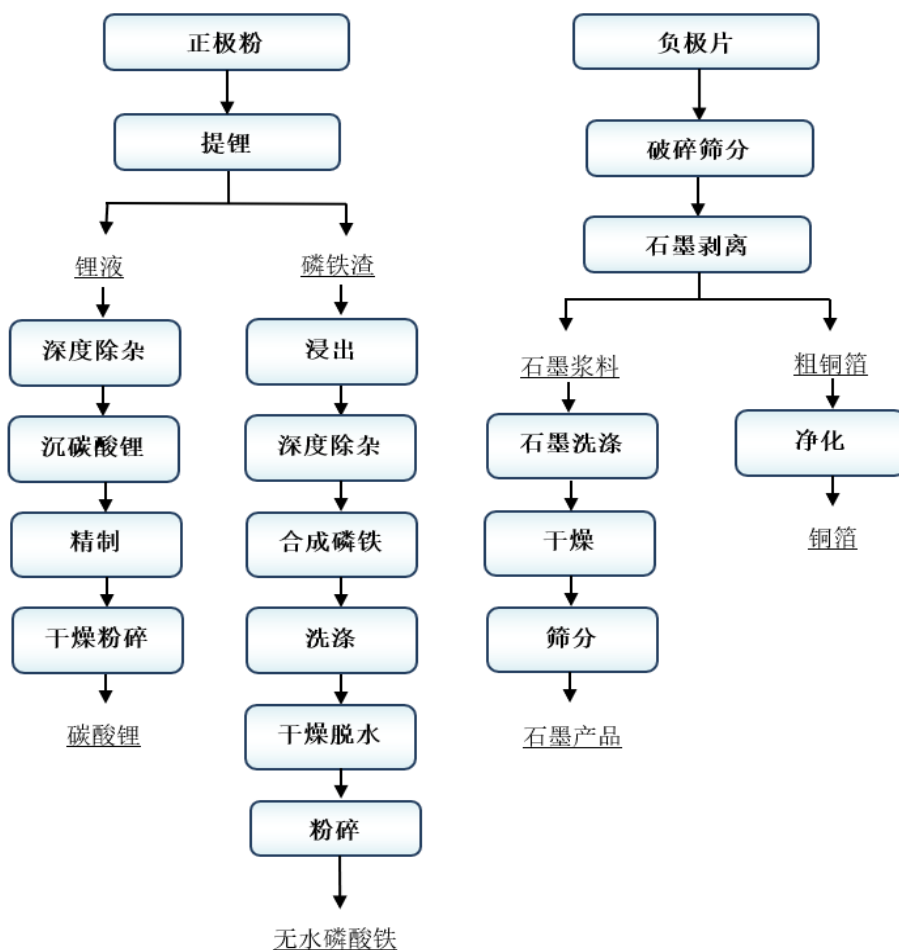 正极粉
提锂
锂液
磷铁渣
深度除杂
浸出
沉碳酸锂
深度除杂
精制
合成磷铁
干燥粉碎
洗涤
碳酸锂
干燥脱水
粉碎
无水磷酸铁
负极片
破碎筛分
石墨剥离
石墨浆料
粗铜箔
石墨洗涤
净化
干燥
铜箔
筛分
石墨产品